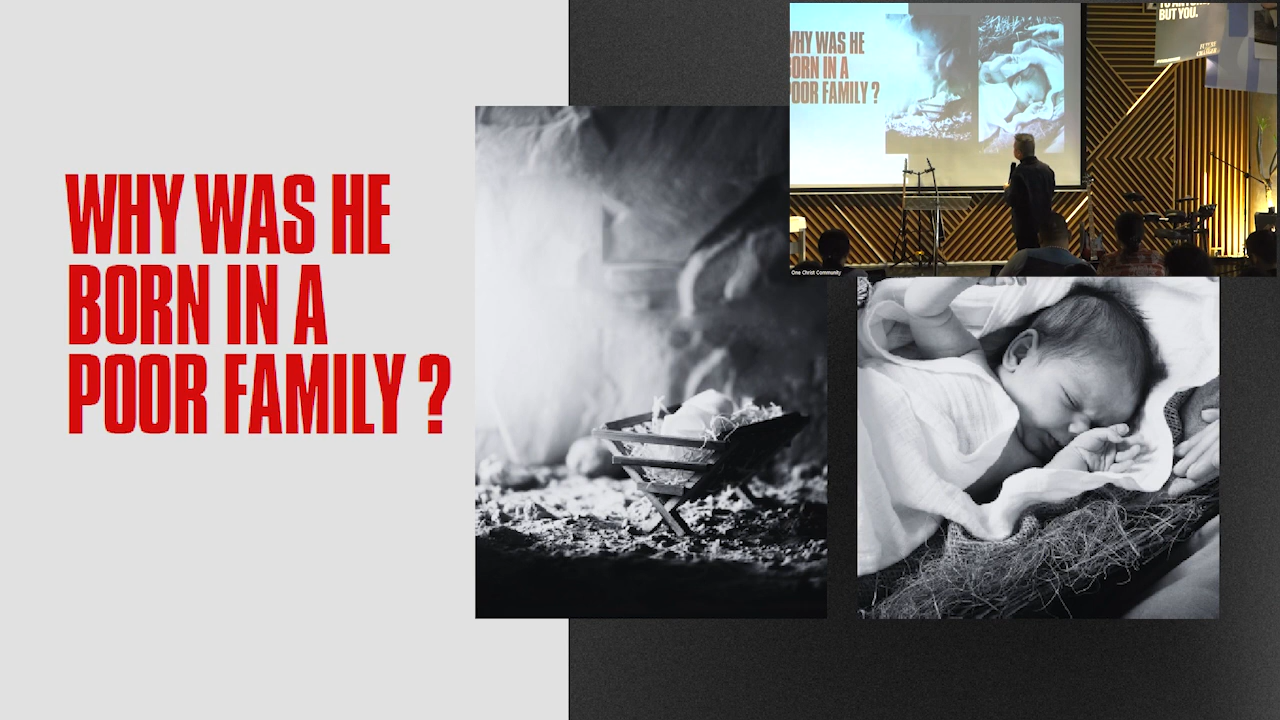 WHY WAS HE
BORN IN A
POOR FAMILY ?
WHY WAS HE
BORN IN A
POOR FAMILY ?
BUT YOU.
One Christ Community